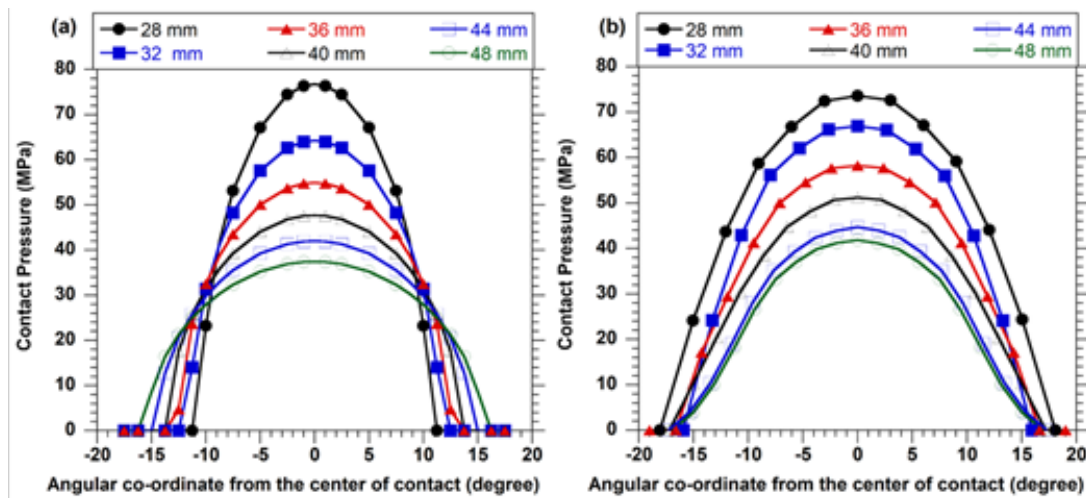 (a) 28 mm 36 mm 44 mm
32 mm 40 mm 48 mm
80
70
60
50
40
30
20
10
0
Contact Pressure (MPa)
-20 -15 -10 -5 0 5 10 15 20
Angular co-ordinate from the center of contact (degree)
(b) 28 mm 36 mm 44 mm
32 mm 40 mm 48 mm
80
70
60
50
40
30
20
10
0
Contact Pressure (MPa)
-20 -15 -10 -5 0 5 10 15 20
Angular co-ordinate from the center of contact (degree)